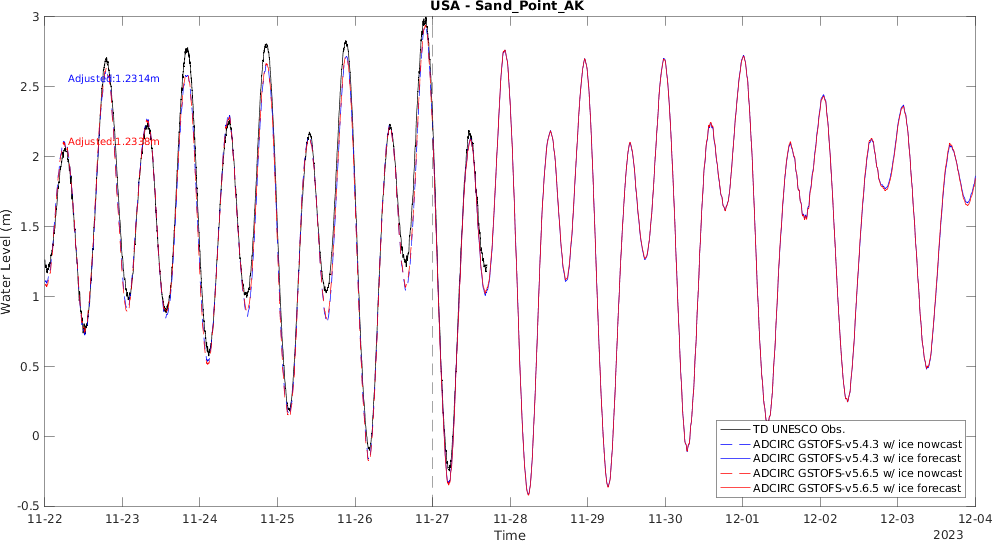 USA - Sand_Point_AK
3
2.5
2
1.5
1
0.5
0
-0.5
Water Level (m)
Adjusted:1.2314m
Adjusted:1.2338m
TD UNESCO Obs.
ADCIRC GSTOFS-v5.4.3 w/ ice nowcast
ADCIRC GSTOFS-v5.4.3 w/ ice forecast
ADCIRC GSTOFS-v5.6.5 w/ ice nowcast
ADCIRC GSTOFS-v5.6.5 w/ ice forecast
11-22 11-23 11-24 11-25 11-26 11-27 11-28 11-29 11-30 12-01 12-02 12-03 12-04
Time
2023